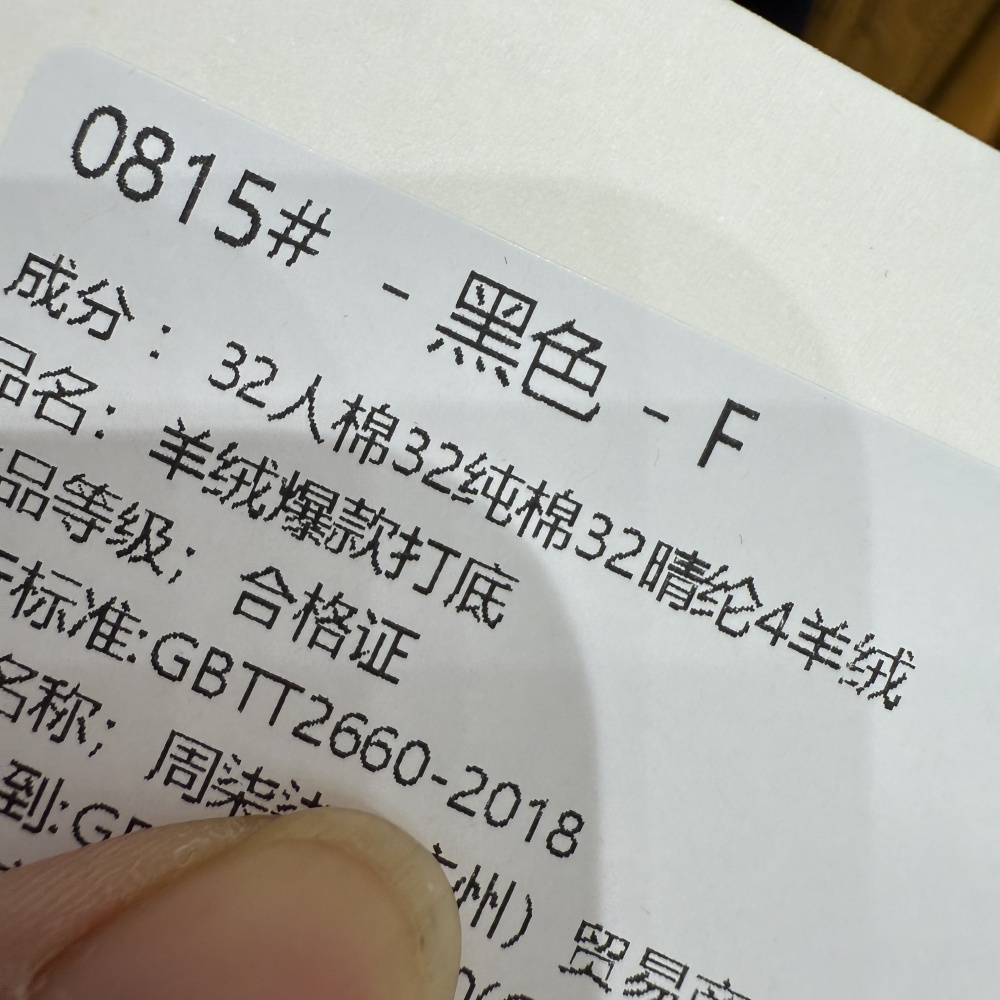 0815# - 黑色 - F
成分：32人棉32纯棉32晴纶4羊绒
品名：羊绒爆款打底
品等级；合格证
标准:GBTT2660-2018
名称；周柒 州）贸易商
到:G